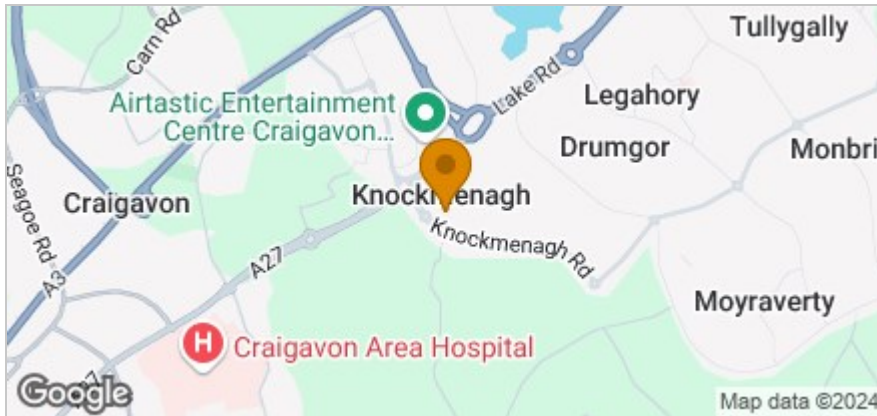 Tullygally
Carn Rd
Lake Rd
Legahory
Airtastic Entertainment
Centre Craigavon...
Drumgor
Monbri
Seagoe Rd
Craigavon
Knockmenagh
Knockmenagh Rd
A27
A3
Moyraverty
H
Craigavon Area Hospital
Google
Map data ©2024